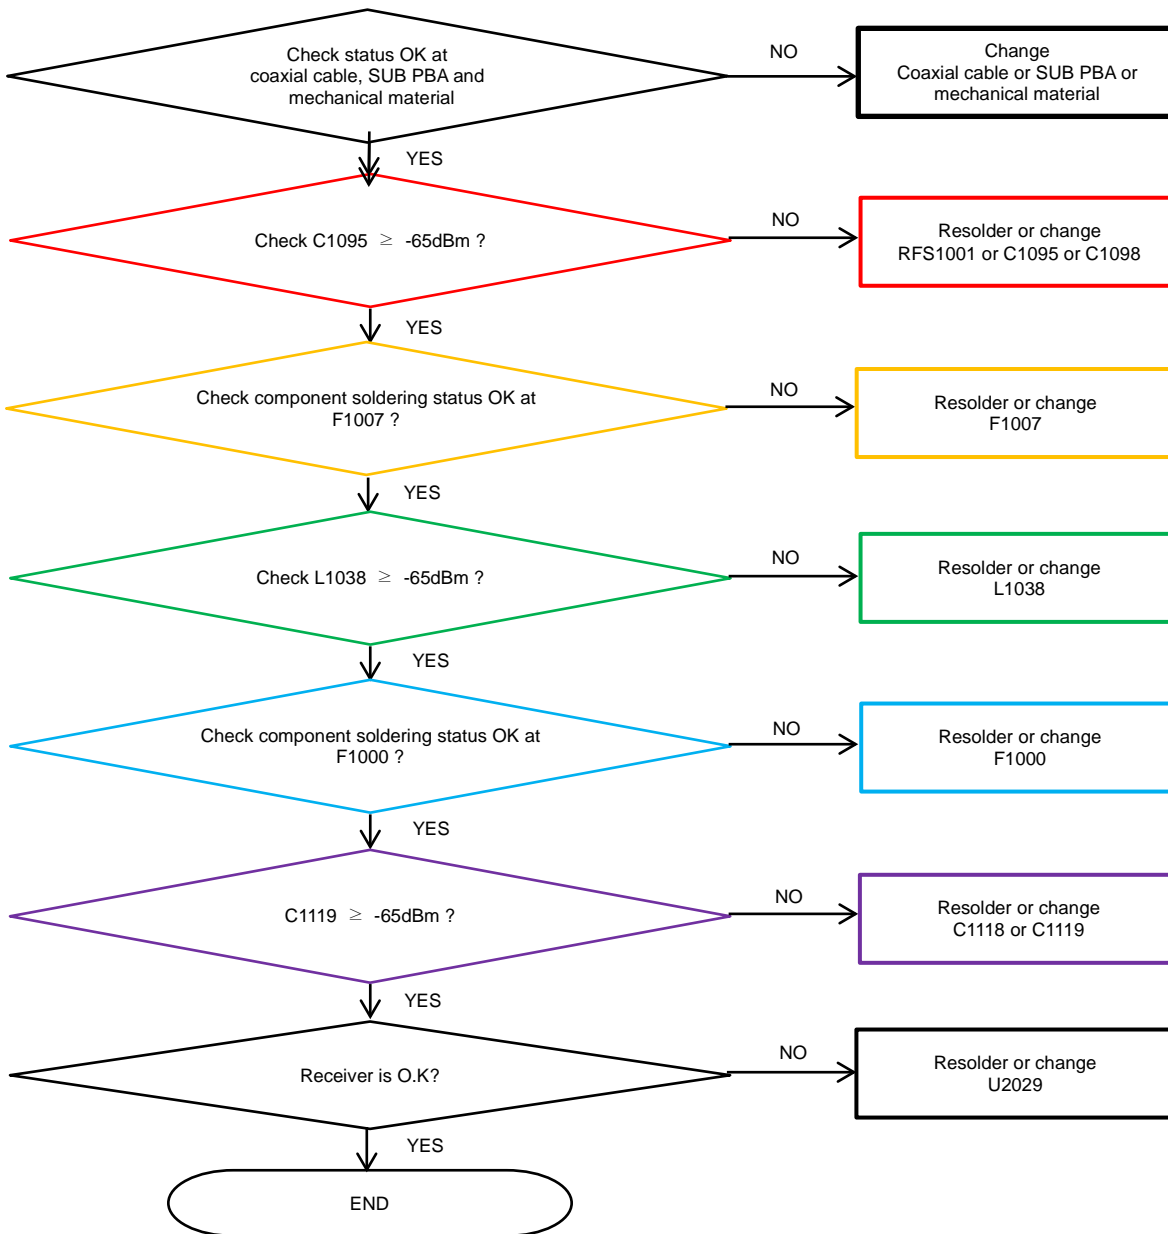 Check status OK at
coaxial cable, SUB PBA and
mechanical material
NO
Change
Coaxial cable or SUB PBA or
mechanical material
YES
Check C1095 ≥ -65dBm ?
NO
Resolder or change
RFS1001 or C1095 or C1098
YES
Check component soldering status OK at
F1007 ?
NO
Resolder or change
F1007
YES
Check L1038 ≥ -65dBm ?
NO
Resolder or change
L1038
YES
Check component soldering status OK at
F1000 ?
NO
Resolder or change
F1000
YES
C1119 ≥ -65dBm ?
NO
Resolder or change
C1118 or C1119
YES
Receiver is O.K?
NO
Resolder or change
U2029
YES
END